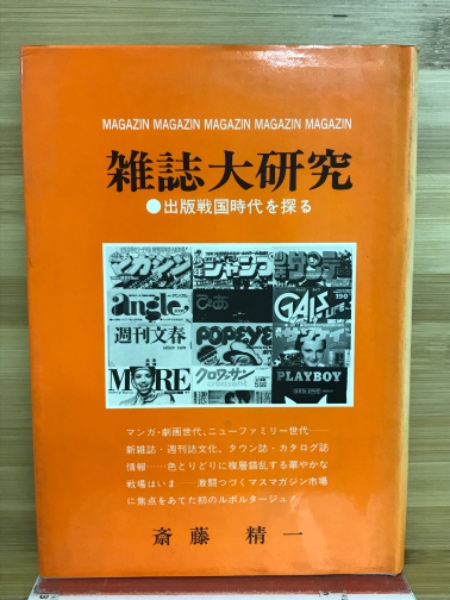 MAGAZIN MAGAZIN MAGAZIN MAGAZIN MAGAZIN
雑誌大研究
●出版戦国時代を探る
マガジン
少年ジャンプ
少年サンデー
angle
ぴあ
GALS
190
週刊文春
POPEYE
MORE
クロワッサン
croissant
PLAYBOY
マンガ・劇画世代、ニューファミリー世代──
新雑誌・週刊誌文化、タウン誌・カタログ誌
情報……色とりどりに複層錯乱する華やかな
戦場はいま──激闘つづくマスマガジン市場
に焦点をあてた初のルポルタージュ!
斎藤精一